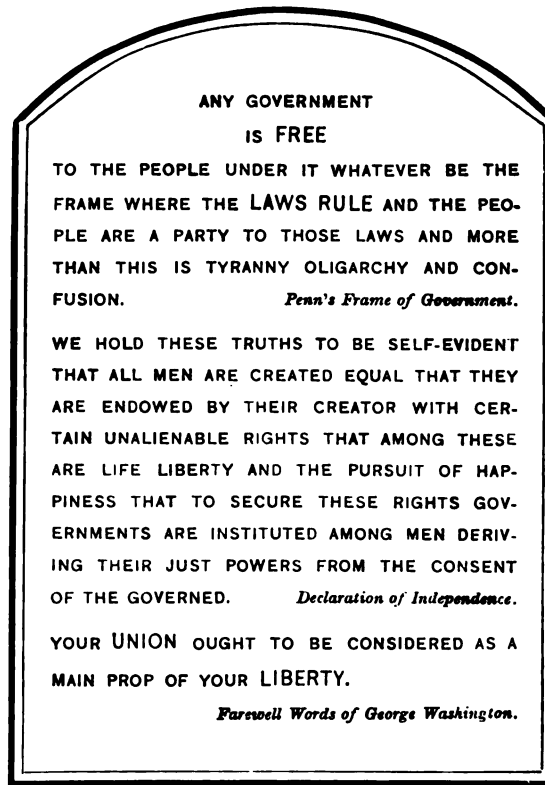 ANY GOVERNMENT
IS FREE
TO THE PEOPLE UNDER IT WHATEVER BE THE
FRAME WHERE THE LAWS RULE AND THE PEO-
PLE ARE A PARTY TO THOSE LAWS AND MORE
THAN THIS IS TYRANNY OLIGARCHY AND CON-
FUSION. Penn's Frame of Government.
WE HOLD THESE TRUTHS TO BE SELF-EVIDENT
THAT ALL MEN ARE CREATED EQUAL THAT THEY
ARE ENDOWED BY THEIR CREATOR WITH CER-
TAIN UNALIENABLE RIGHTS THAT AMONG THESE
ARE LIFE LIBERTY AND THE PURSUIT OF HAP-
PINESS THAT TO SECURE THESE RIGHTS GOV-
ERNMENTS ARE INSTITUTED AMONG MEN DERIV-
ING THEIR JUST POWERS FROM THE CONSENT
OF THE GOVERNED. Declaration of Independence.
YOUR UNION OUGHT TO BE CONSIDERED AS A
MAIN PROP OF YOUR LIBERTY.
Farewell Words of George Washington.